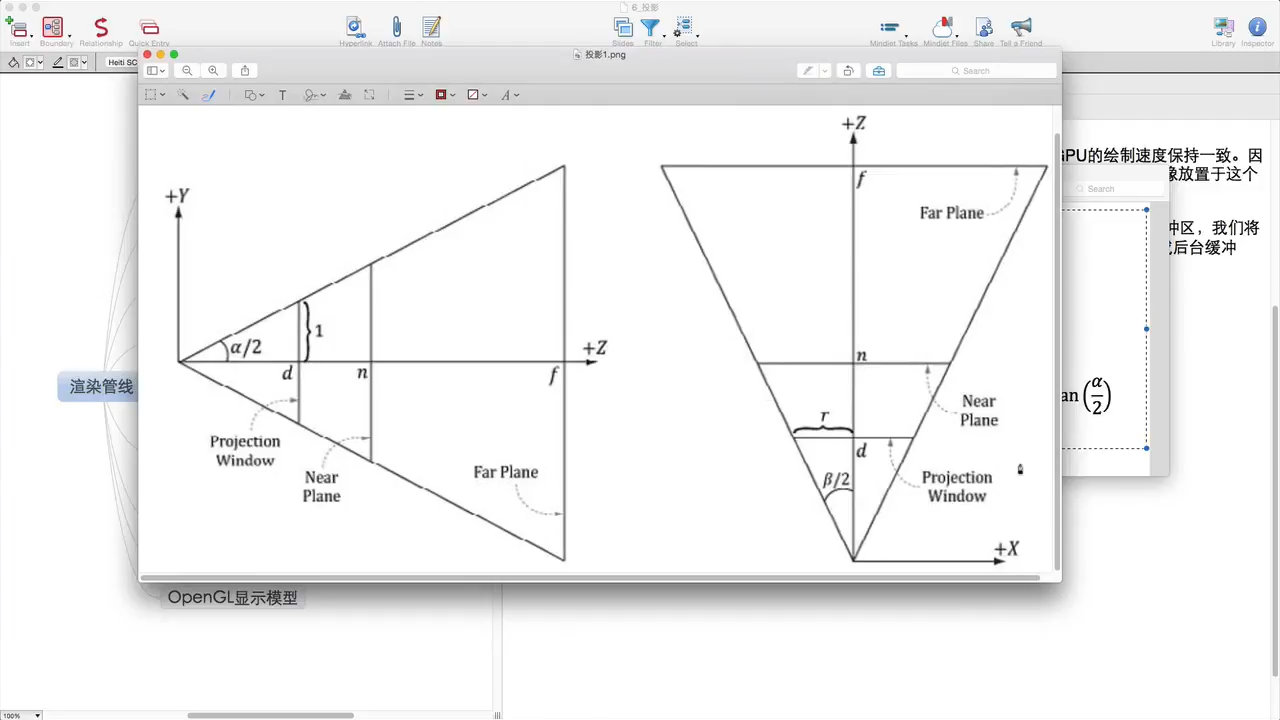 6_投影
Insert
Boundary
Relationship
Quick Entry
Hyperlink
Attach File
Notes
Slides
Filter
Select
Mindjet Tasks
Mindjet Files
Share
Tell a Friend
Library
Inspector
Heiti SC
投影1.png
Search
T
A
+Y
α/2
1
d
n
f
+Z
Projection
Window
Near
Plane
Far Plane
+Z
f
Far Plane
n
Near
Plane
r
d
β/2
Projection
Window
+X
GPU的绘制速度保持一致。因
像放置于这个
Search
冲区，我们将
后台缓冲
an(α/2)
渲染管线
OpenGL显示模型
100%